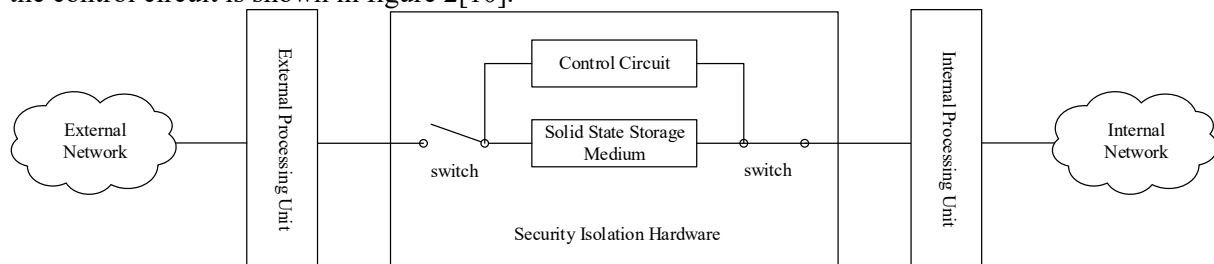 the control circuit is shown in figure 2[10].
External Processing Unit
Internal Processing Unit
Control Circuit
External
Network
Solid State Storage
Medium
Internal
Network
switch
switch
Security Isolation Hardware